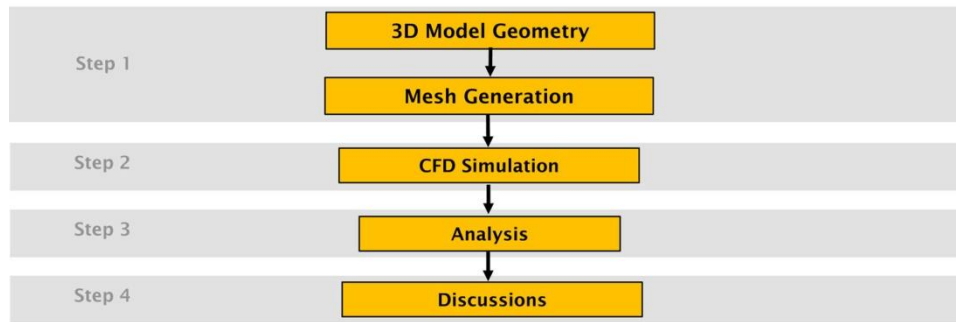 3D Model Geometry
Step 1
Mesh Generation
Step 2
CFD Simulation
Step 3
Analysis
Step 4
Discussions